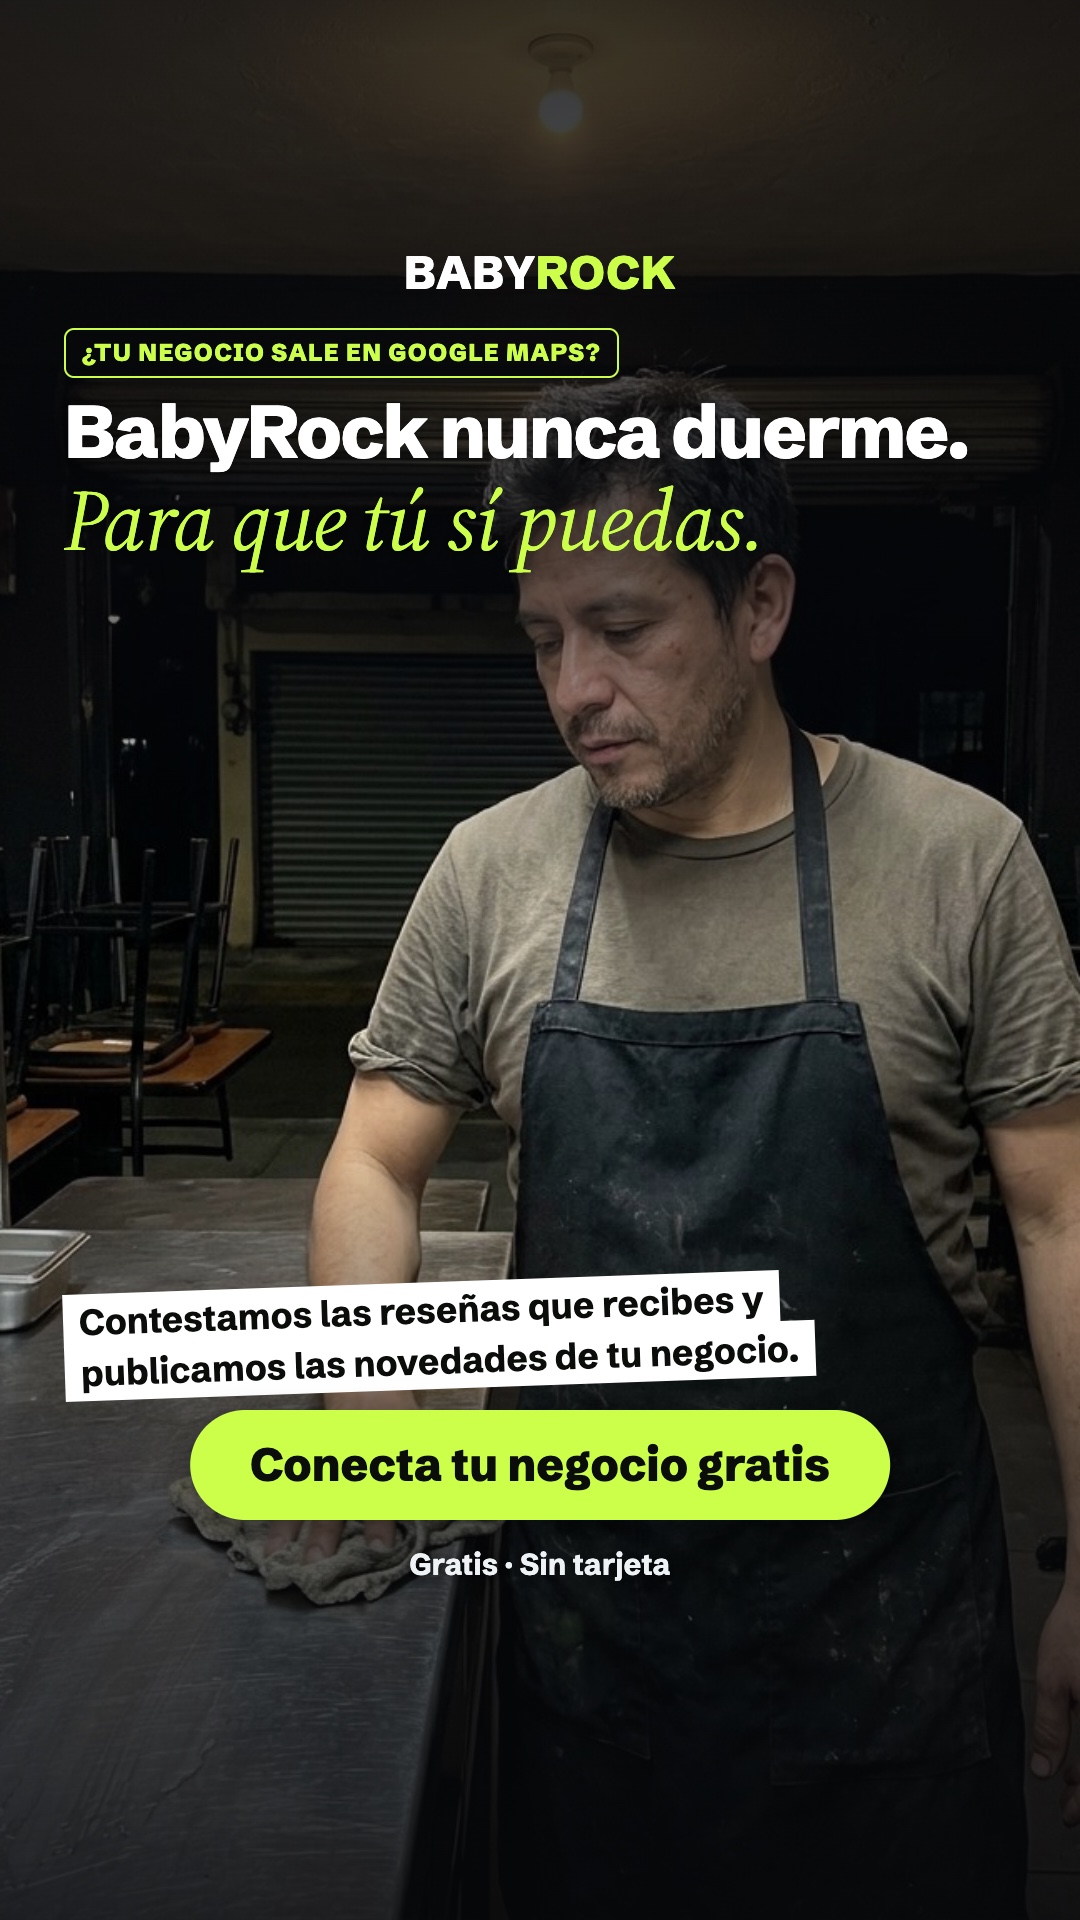 BABYROCK
¿TU NEGOCIO SALE EN GOOGLE MAPS?
BabyRock nunca duerme.
Para que tú sí puedas.
Contestamos las reseñas que recibes y
publicamos las novedades de tu negocio.
Conecta tu negocio gratis
Gratis · Sin tarjeta